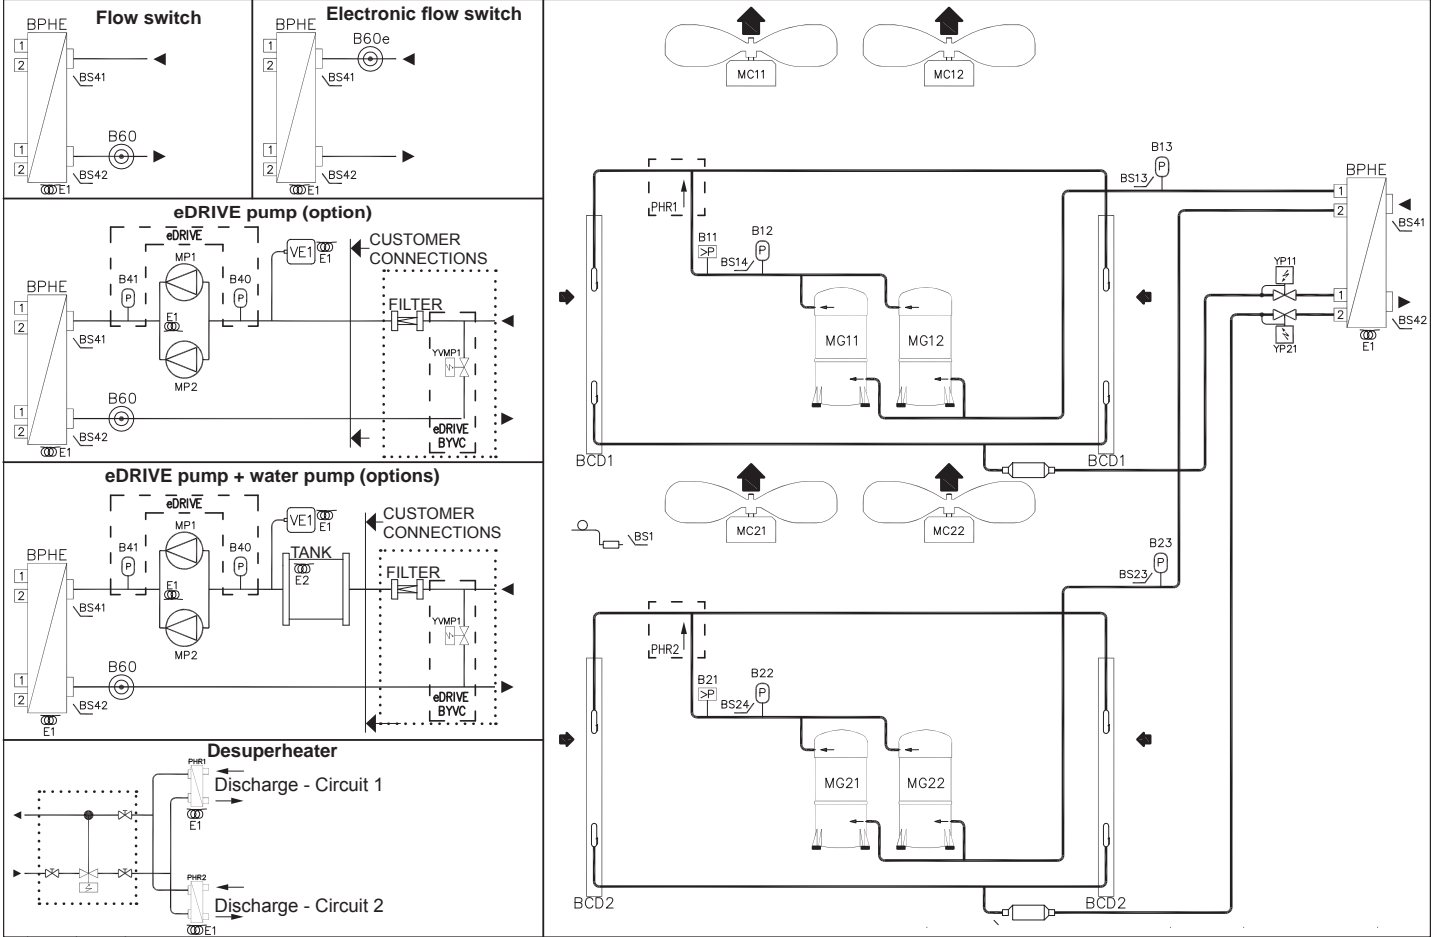 Flow switch
BPHE
1
2
BS41
B60
1
2
BS42
E1
Electronic flow switch
BPHE
B60e
1
2
BS41
1
2
BS42
E1
eDRIVE pump (option)
eDRIVE
MP1
VE1
E1
CUSTOMER
CONNECTIONS
B41
P
B40
P
BPHE
FILTER
1
2
E1
BS41
YVMP1
MP2
B60
1
2
BS42
eDRIVE
BYVC
E1
eDRIVE pump + water pump (options)
eDRIVE
MP1
VE1
E1
CUSTOMER
CONNECTIONS
B41
P
B40
P
TANK
BPHE
E2
FILTER
1
2
E1
BS41
YVMP1
MP2
B60
1
2
BS42
eDRIVE
BYVC
E1
Desuperheater
PHR1
Discharge - Circuit 1
E1
PHR2
Discharge - Circuit 2
E1
MC11
MC12
B13
P
BS13
BPHE
PHR1
1
2
BS41
B11
>P
B12
P
BS14
YP11
1
2
BS42
MG11
MG12
YP21
E1
BCD1
BCD1
MC21
MC22
BS1
B23
P
BS23
PHR2
B21
>P
B22
P
BS24
MG21
MG22
BCD2
BCD2